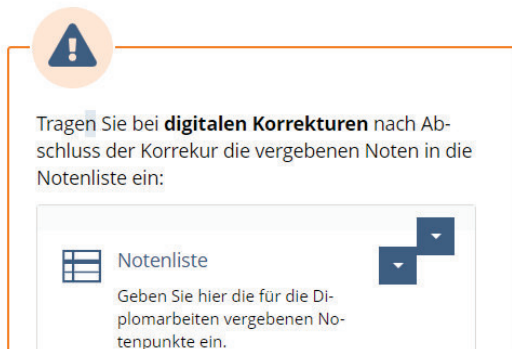 Tragen Sie bei digitalen Korrekturen nach Ab-
schluss der Korrekur die vergebenen Noten in die
Notenliste ein:
Notenliste
Geben Sie hier die für die Di-
plomarbeiten vergebenen No-
tenpunkte ein.